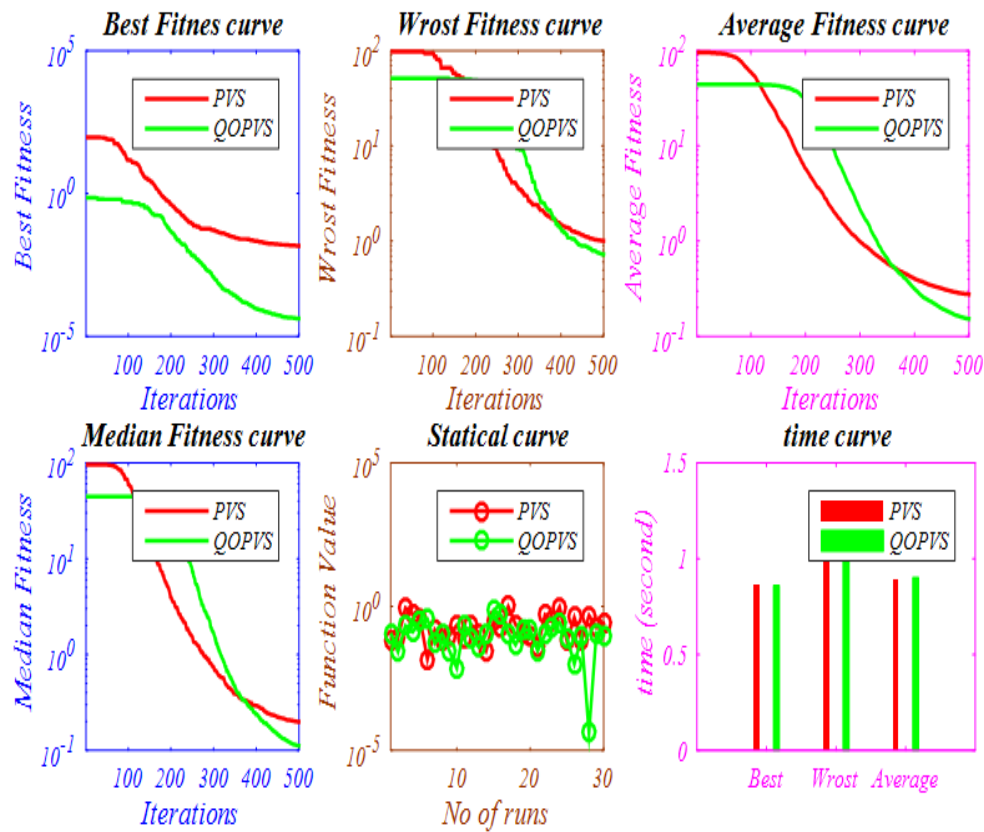 Best Fitnes curve
Best Fitness
10^5
10^0
10^-5
PVS
QOPVS
100 200 300 400 500
Iterations
Wrost Fitness curve
Wrost Fitness
10^2
10^1
10^0
10^-1
PVS
QOPVS
100 200 300 400 500
Iterations
Average Fitness curve
Average Fitness
10^2
10^1
10^0
10^-1
PVS
QOPVS
100 200 300 400 500
Iterations
Median Fitness curve
Median Fitness
10^2
10^1
10^0
10^-1
PVS
QOPVS
100 200 300 400 500
Iterations
Statical curve
Function Value
10^5
10^0
10^-5
PVS
QOPVS
10 20 30
No of runs
time curve
time (second)
1.5
1
0.5
0
PVS
QOPVS
Best Wrost Average